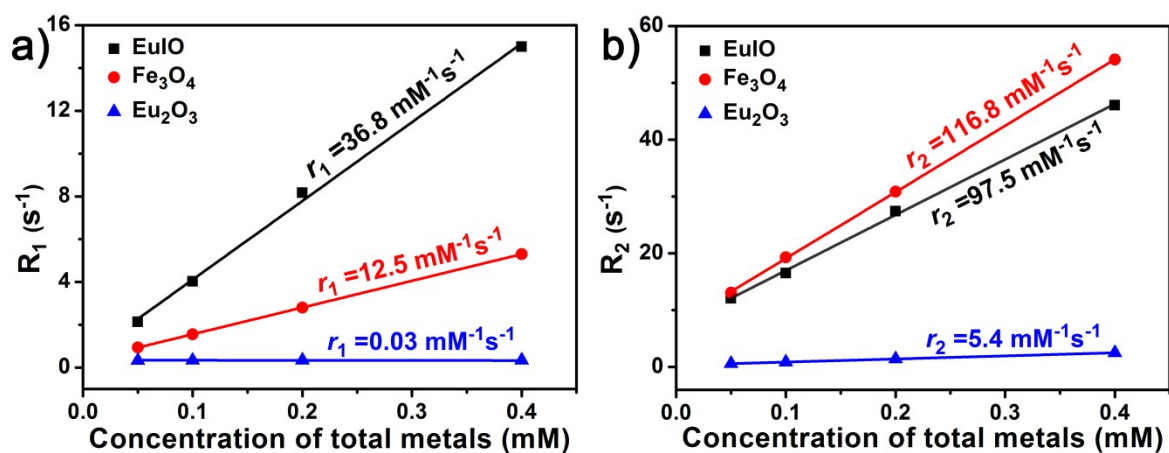 a)
EuIO
Fe₃O₄
Eu₂O₃
r₁ =36.8 mM⁻¹s⁻¹
r₁ =12.5 mM⁻¹s⁻¹
r₁ =0.03 mM⁻¹s⁻¹
R₁ (s⁻¹)
16
12
8
4
0
0.0 0.1 0.2 0.3 0.4
Concentration of total metals (mM)
b)
EuIO
Fe₃O₄
Eu₂O₃
r₂ =116.8 mM⁻¹s⁻¹
r₂ =97.5 mM⁻¹s⁻¹
r₂ =5.4 mM⁻¹s⁻¹
R₂ (s⁻¹)
60
40
20
0
0.0 0.1 0.2 0.3 0.4
Concentration of total metals (mM)